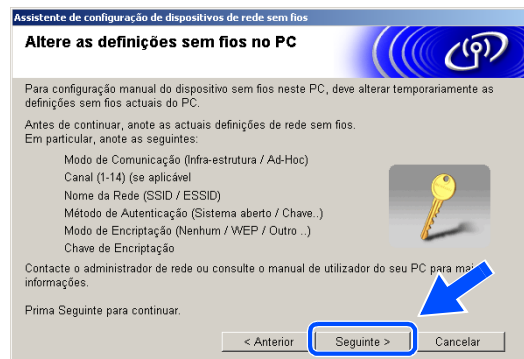 Assistente de configuração de dispositivos de rede sem fios
Altere as definições sem fios no PC
Para configuração manual do dispositivo sem fios neste PC, deve alterar temporariamente as
definições sem fios actuais do PC.
Antes de continuar, anote as actuais definições de rede sem fios.
Em particular, anote as seguintes:
Modo de Comunicação (Infra-estrutura / Ad-Hoc)
Canal (1-14) (se aplicável
Nome da Rede (SSID / ESSID)
Método de Autenticação (Sistema aberto / Chave..)
Modo de Encriptação (Nenhum / WEP / Outro ..)
Chave de Encriptação
Contacte o administrador de rede ou consulte o manual de utilizador do seu PC para mais
informações.
Prima Seguinte para continuar.
< Anterior Seguinte > Cancelar